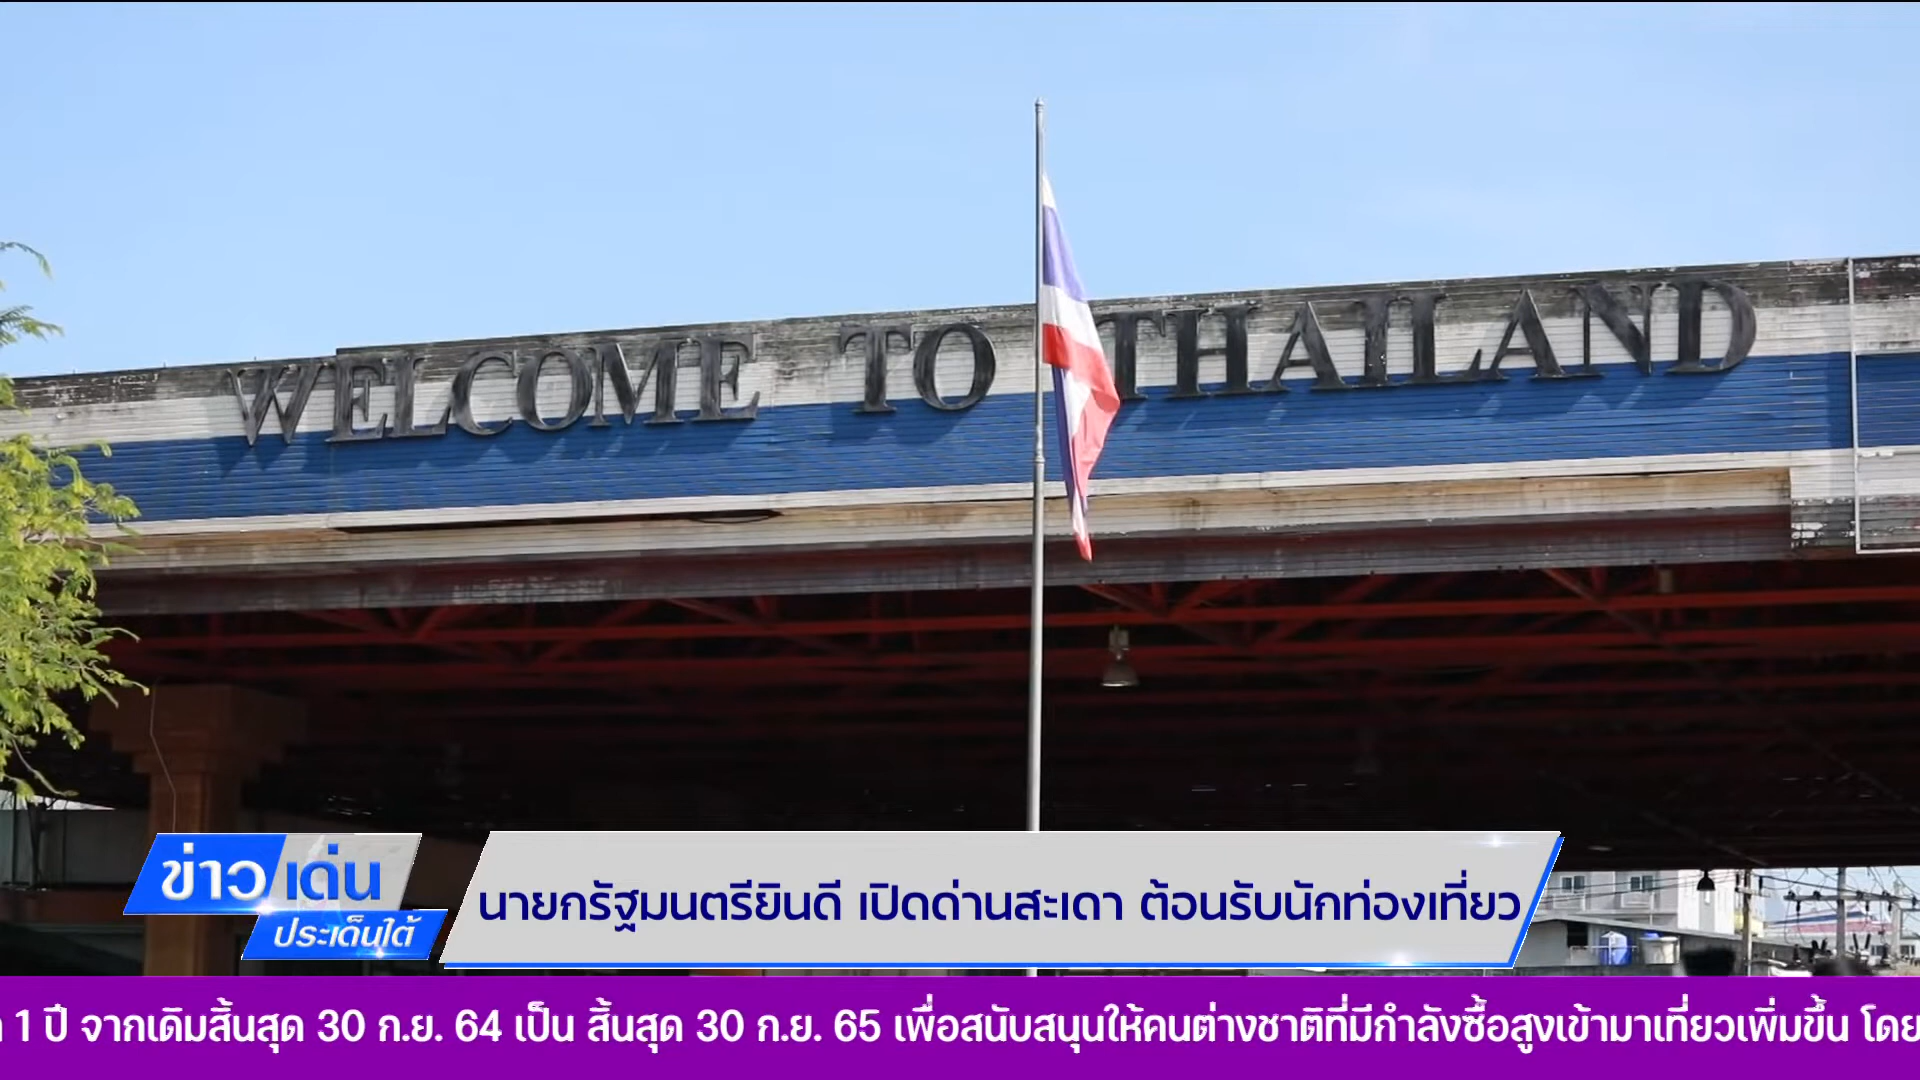 WELCOME TO THAILAND
ข่าวเด่น
ประเด็นใต้
นายกรัฐมนตรียินดี เปิดด่านสะเดา ต้อนรับนักท่องเที่ยว
1 ปี จากเดิมสิ้นสุด 30 ก.ย. 64 เป็น สิ้นสุด 30 ก.ย. 65 เพื่อสนับสนุนให้คนต่างชาติที่มีกำลังซื้อสูงเข้ามาเที่ยวเพิ่มขึ้น โดย